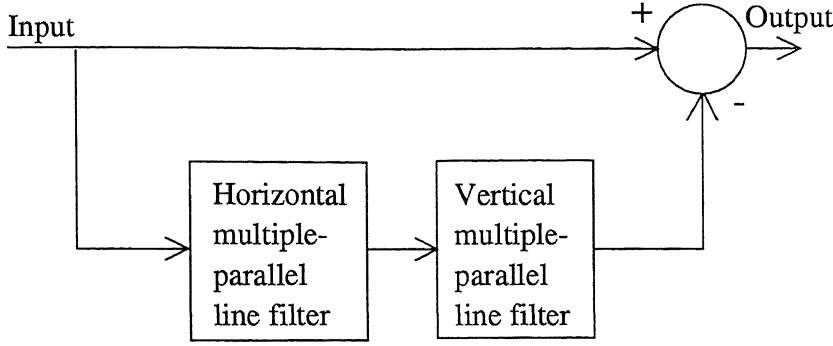 Input
+
Output
-
Horizontal
multiple-
parallel
line filter
Vertical
multiple-
parallel
line filter